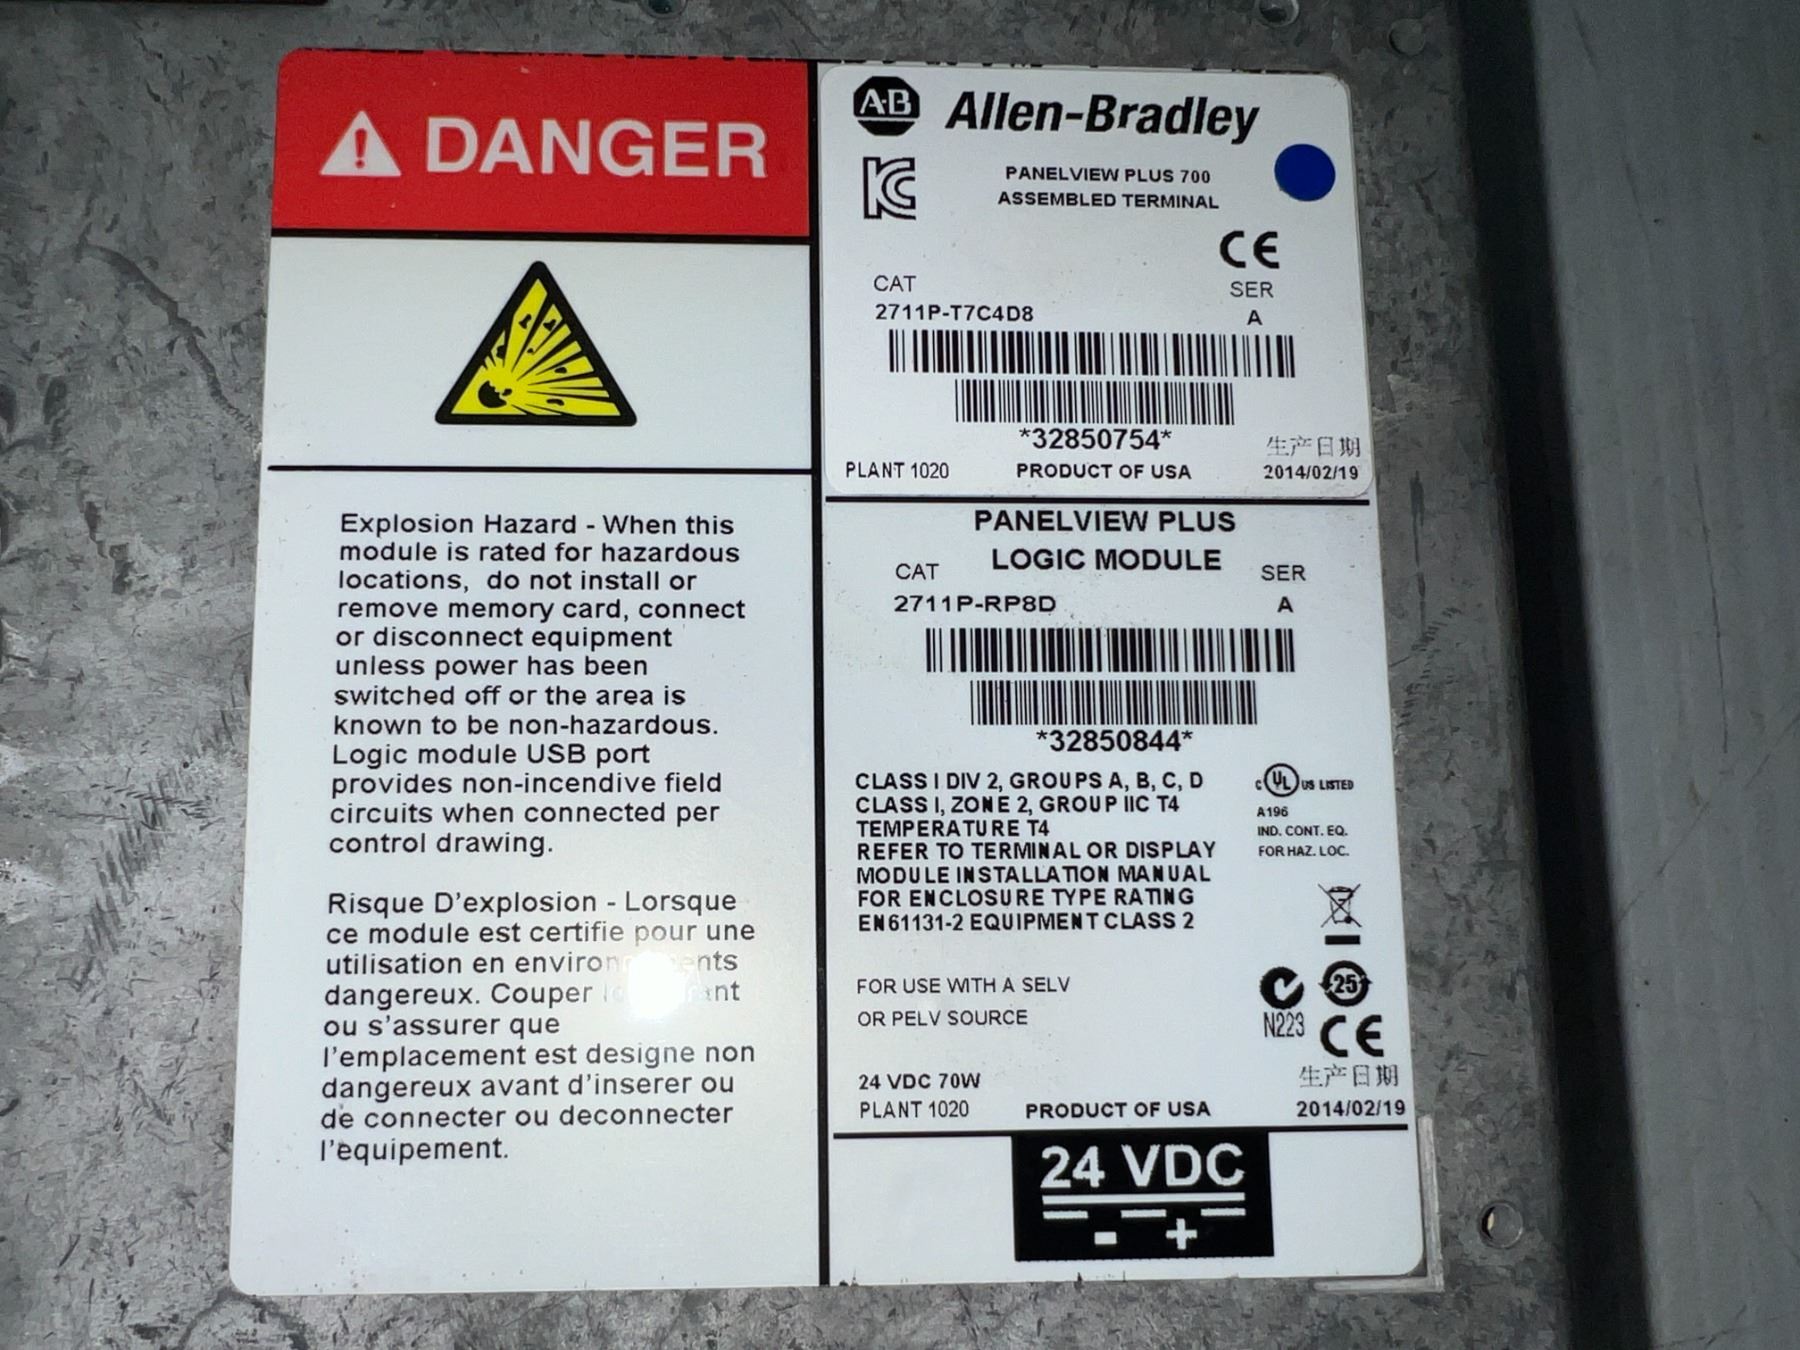 DANGER
Explosion Hazard - When this
module is rated for hazardous
locations, do not install or
remove memory card, connect
or disconnect equipment
unless power has been
switched off or the area is
known to be non-hazardous.
Logic module USB port
provides non-incendive field
circuits when connected per
control drawing.
Risque D'explosion - Lorsque
ce module est certifie pour une
utilisation en
dangereux. Couper
ou s'assurer que
l'emplacement est designe non
dangereux avant d'inserer ou
de connecter ou deconnecter
l'equipement.
A-B Allen-Bradley
PANELVIEW PLUS 700
ASSEMBLED TERMINAL
CE
CAT SER
2711P-T7C4D8 A
*32850754*
生产日期
PLANT 1020 PRODUCT OF USA 2014/02/19
PANELVIEW PLUS
LOGIC MODULE
CAT SER
2711P-RP8D A
*32850844*
CLASS I DIV 2, GROUPS A, B, C, D
CLASS I, ZONE 2, GROUP IIC T4
TEMPERATURE T4
REFER TO TERMINAL OR DISPLAY
MODULE INSTALLATION MANUAL
FOR ENCLOSURE TYPE RATING
EN61131-2 EQUIPMENT CLASS 2
C UL US LISTED
A196
IND. CONT. EQ.
FOR HAZ. LOC.
FOR USE WITH A SELV
OR PELV SOURCE
25
N223 CE
24 VDC 70W
生产日期
PLANT 1020 PRODUCT OF USA 2014/02/19
24 VDC
- +